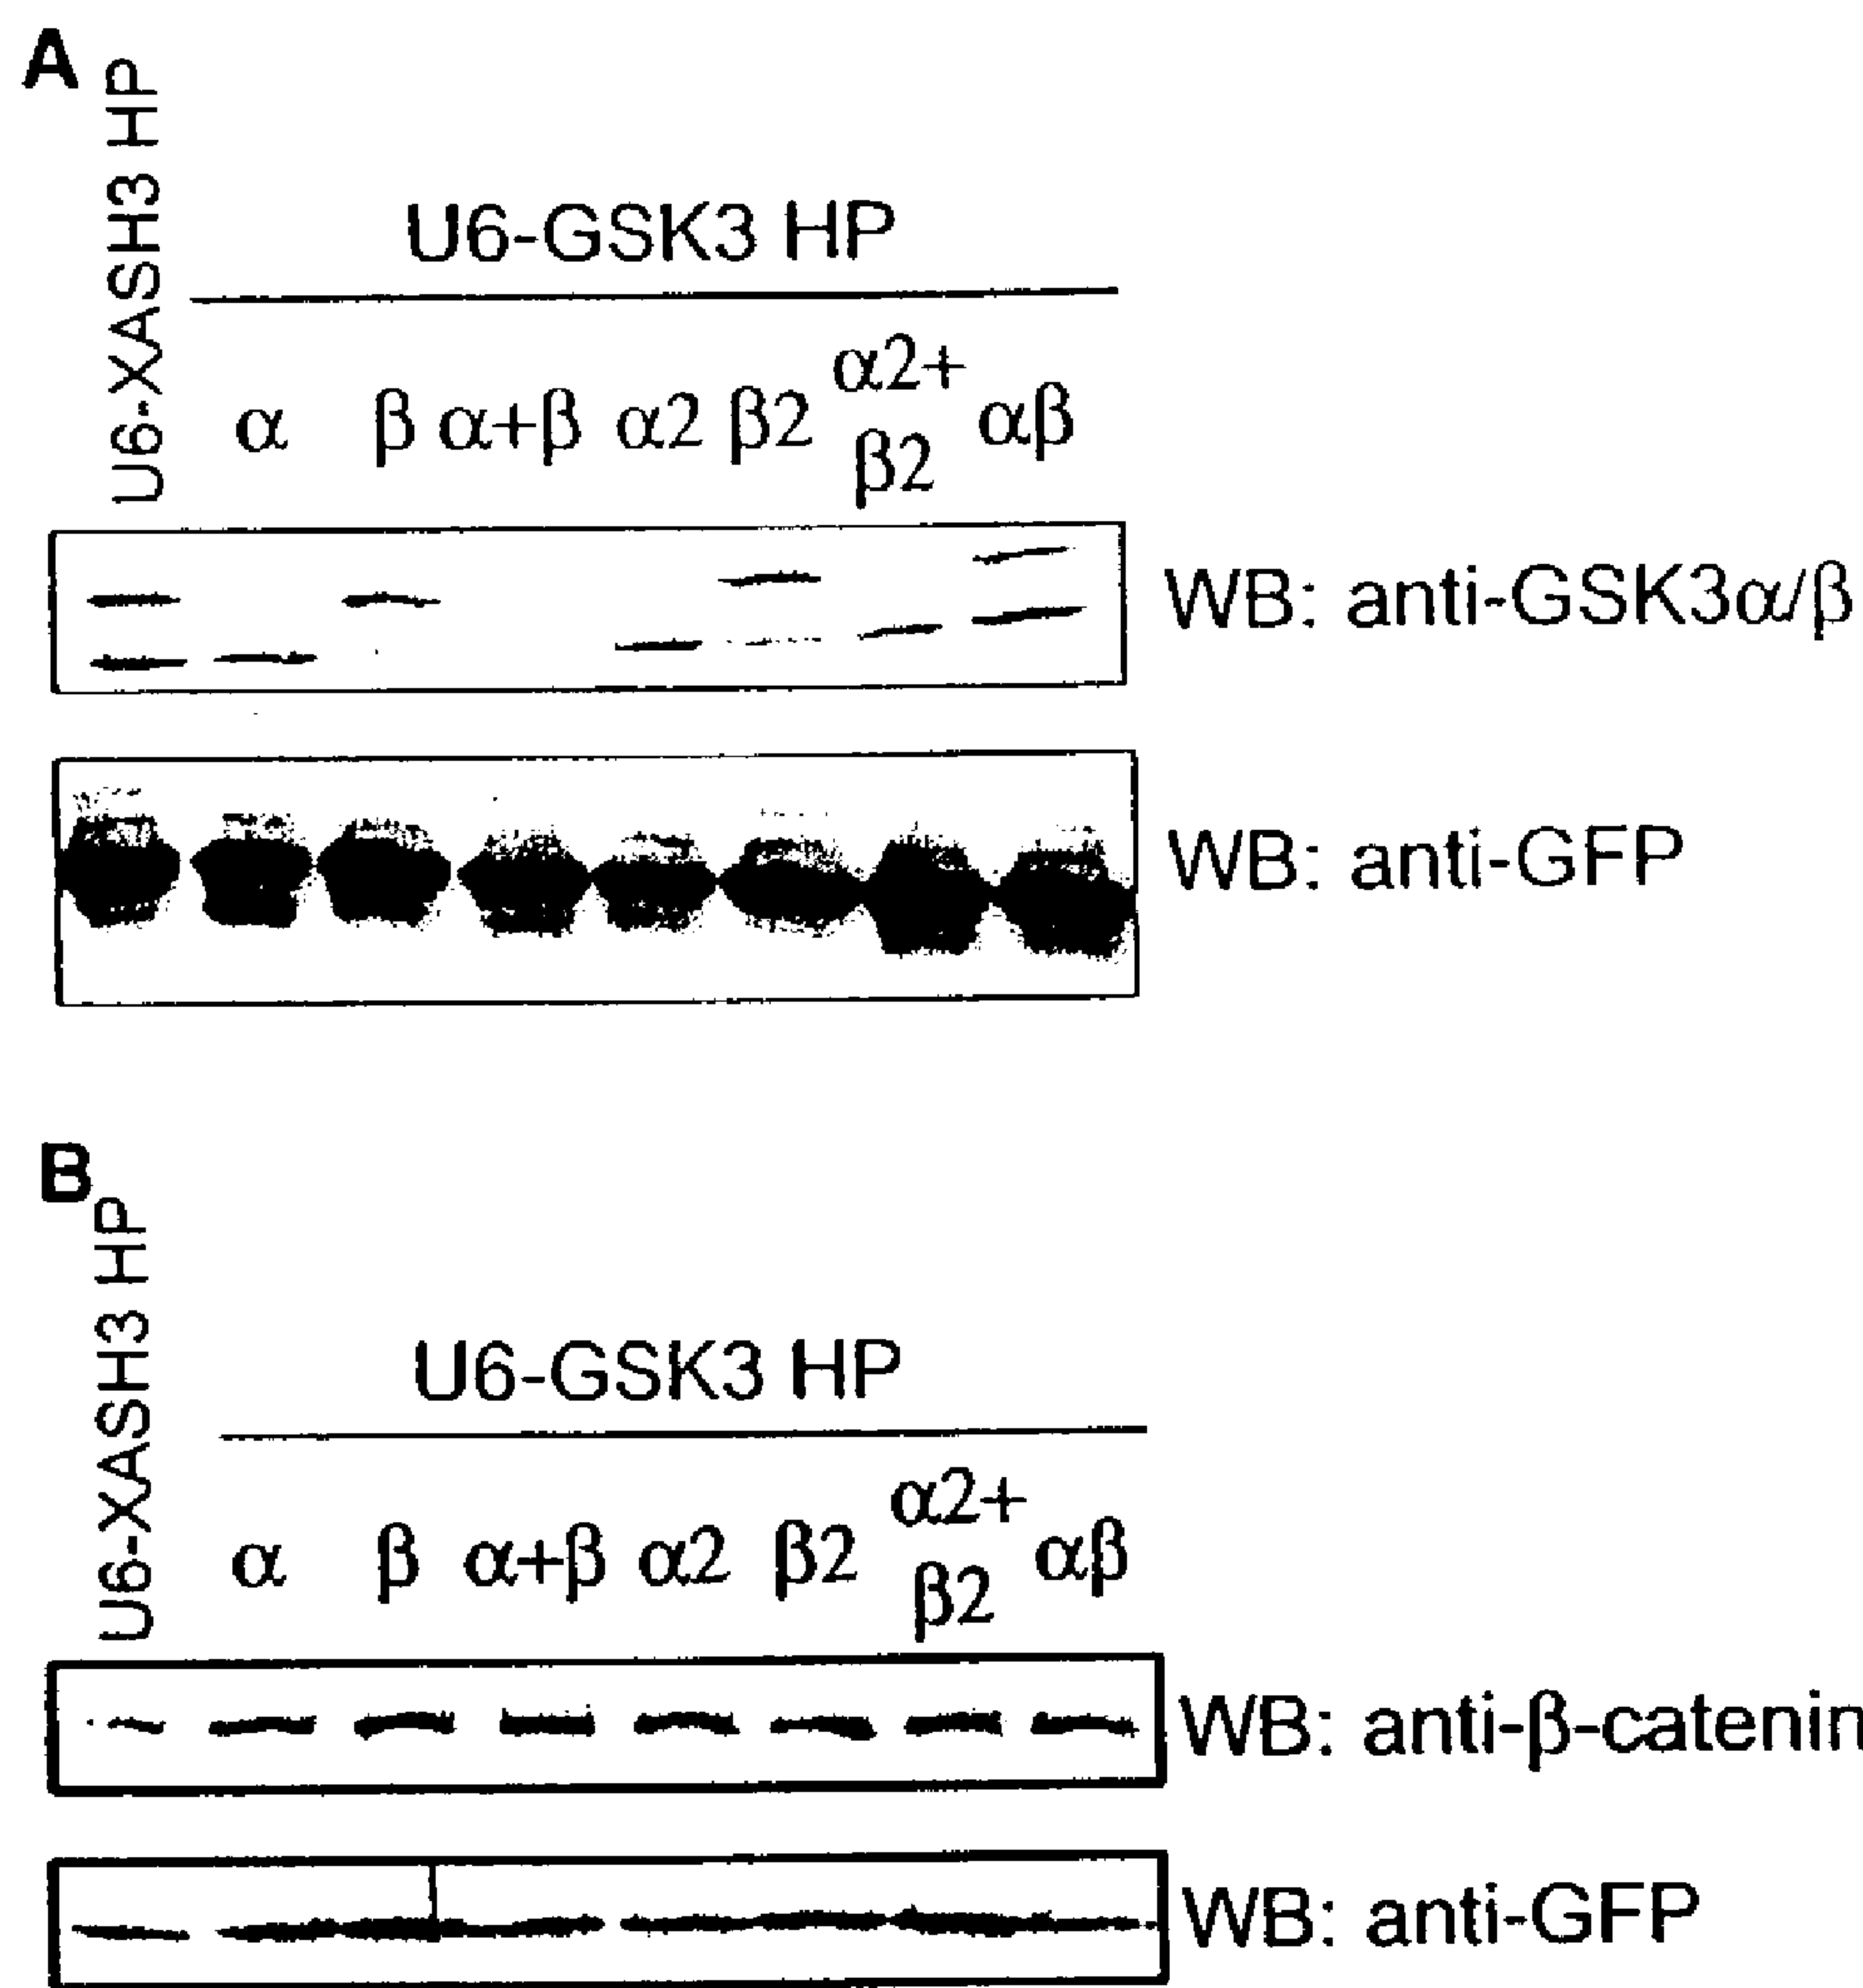 A
U6-XASH3 HP
U6-GSK3 HP
α β α+β α2 β2 α2+β2 αβ
WB: anti-GSK3α/β
WB: anti-GFP
B
U6-XASH3 HP
U6-GSK3 HP
α β α+β α2 β2 α2+β2 αβ
WB: anti-β-catenin
WB: anti-GFP